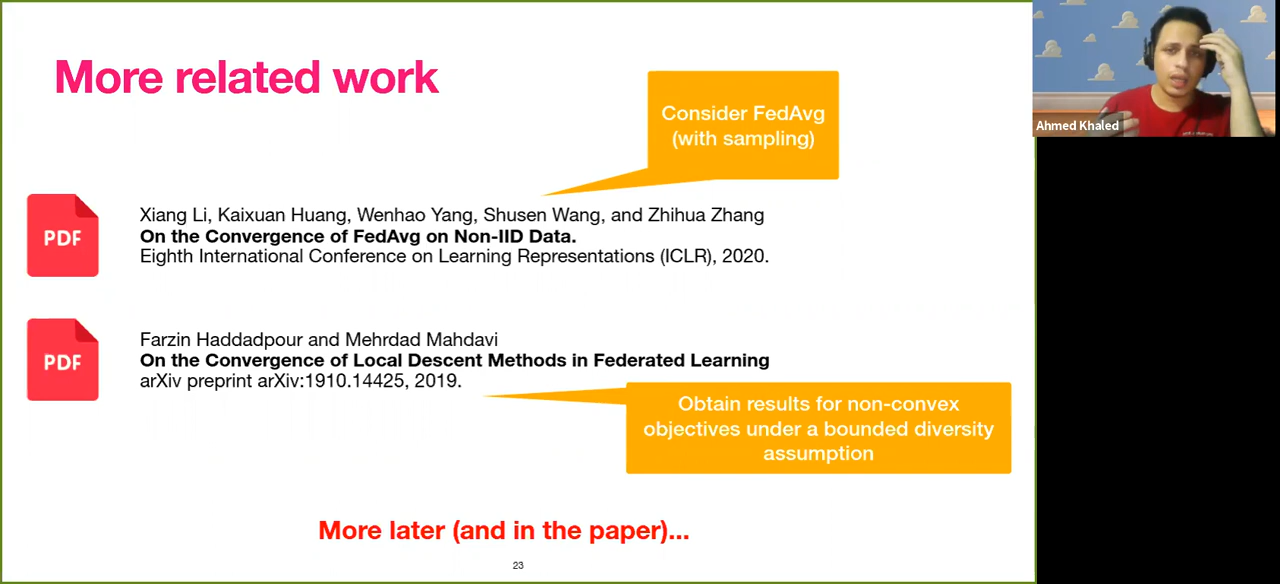 More related work
Consider FedAvg
(with sampling)
Ahmed Khaled
PDF
Xiang Li, Kaixuan Huang, Wenhao Yang, Shusen Wang, and Zhihua Zhang
On the Convergence of FedAvg on Non-IID Data.
Eighth International Conference on Learning Representations (ICLR), 2020.
PDF
Farzin Haddadpour and Mehrdad Mahdavi
On the Convergence of Local Descent Methods in Federated Learning
arXiv preprint arXiv:1910.14425, 2019.
Obtain results for non-convex
objectives under a bounded diversity
assumption
More later (and in the paper)...
23